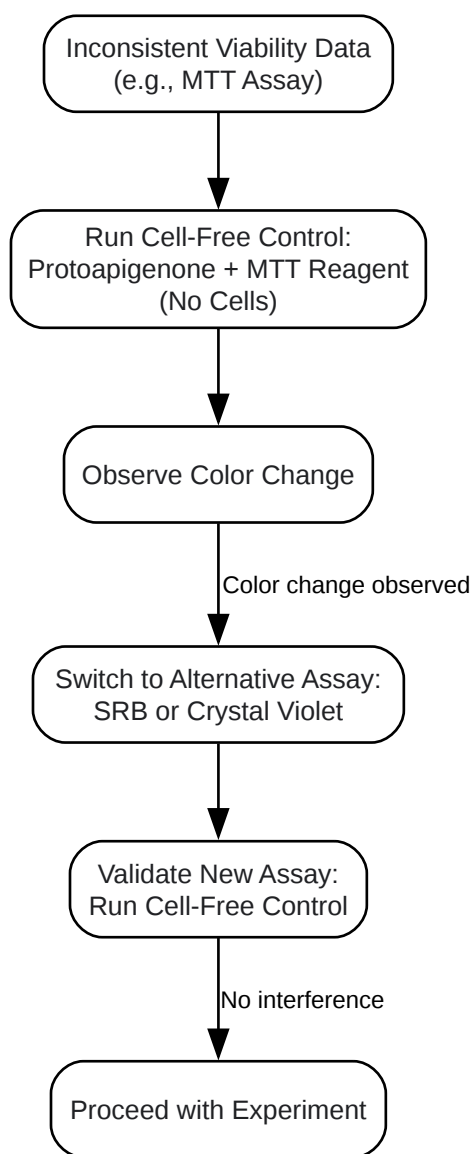 Inconsistent Viability Data
(e.g., MTT Assay)
Run Cell-Free Control:
Protoapigenone + MTT Reagent
(No Cells)
Observe Color Change
Color change observed
Switch to Alternative Assay:
SRB or Crystal Violet
Validate New Assay:
Run Cell-Free Control
No interference
Proceed with Experiment